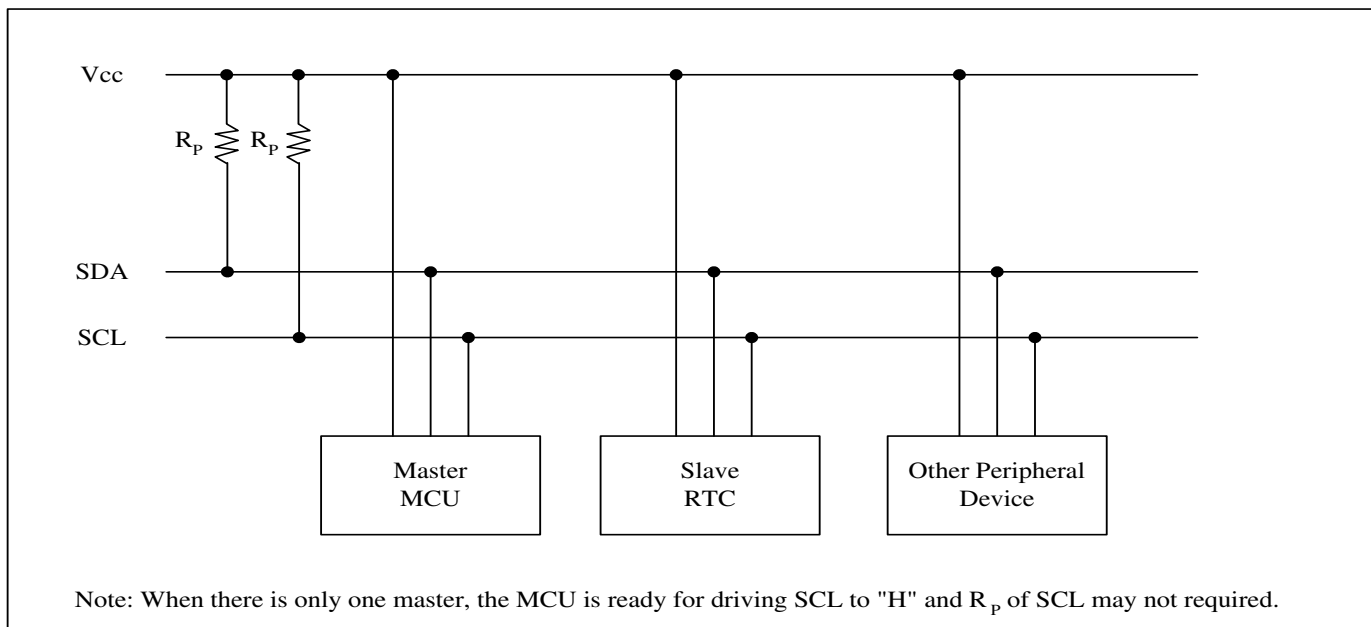 Vcc
R_P R_P
SDA
SCL
Master
MCU
Slave
RTC
Other Peripheral
Device
Note: When there is only one master, the MCU is ready for driving SCL to "H" and R_P of SCL may not required.